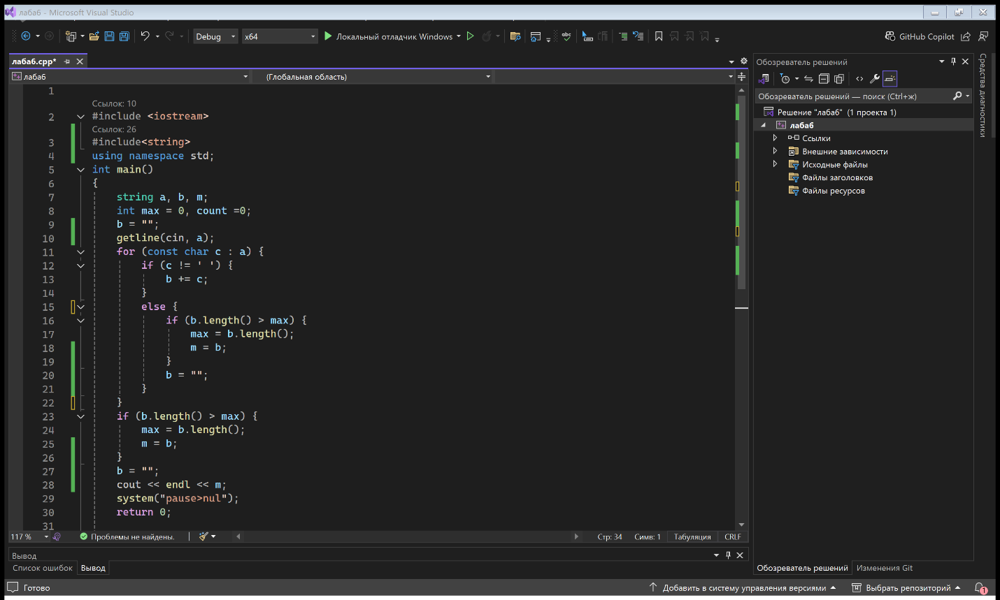 лаба6 - Microsoft Visual Studio
Debug x64 Локальный отладчик Windows GitHub Copilot
лаба6.cpp*
лаба6 (Глобальная область)
1
Ссылок: 10
2 #include <iostream>
Ссылок: 26
3 #include<string>
4 using namespace std;
5 int main()
6 {
7 string a, b, m;
8 int max = 0, count =0;
9 b = "";
10 getline(cin, a);
11 for (const char c : a) {
12 if (c != ' ') {
13 b += c;
14 }
15 else {
16 if (b.length() > max) {
17 max = b.length();
18 m = b;
19 }
20 b = "";
21 }
22 }
23 if (b.length() > max) {
24 max = b.length();
25 m = b;
26 }
27 b = "";
28 cout << endl << m;
29 system("pause>nul");
30 return 0;
31
117 % Проблемы не найдены. Стр: 34 Симв: 1 Табуляция CRLF
Вывод
Список ошибок Вывод
Обозреватель решений
Обозреватель решений — поиск (Ctrl+ж)
Решение "лаба6" (1 проекта 1)
лаба6
Ссылки
Внешние зависимости
Исходные файлы
Файлы заголовков
Файлы ресурсов
Обозреватель решений Изменения Git
Средства диагностики
Готово Добавить в систему управления версиями Выбрать репозиторий 1